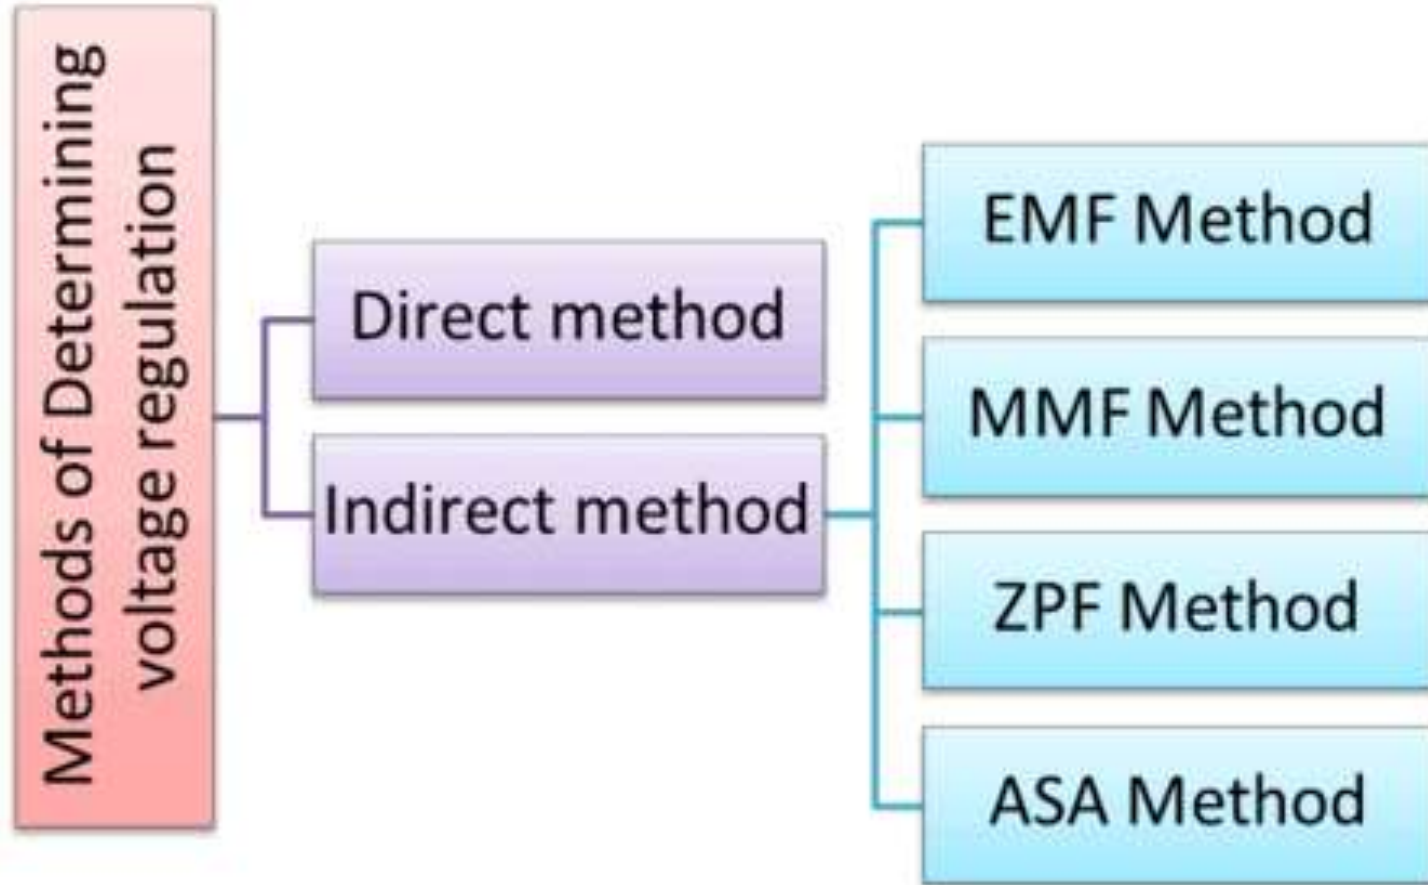 Methods of Determining
voltage regulation
Direct method
Indirect method
EMF Method
MMF Method
ZPF Method
ASA Method